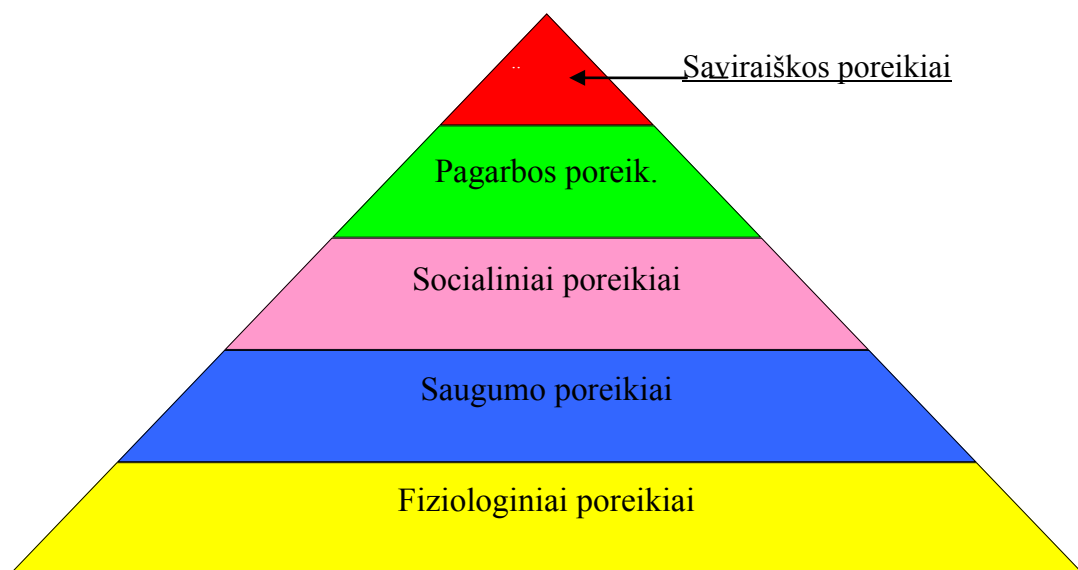 Saviraiškos poreikiai
Pagarbos poreik.
Socialiniai poreikiai
Saugumo poreikiai
Fiziologiniai poreikiai